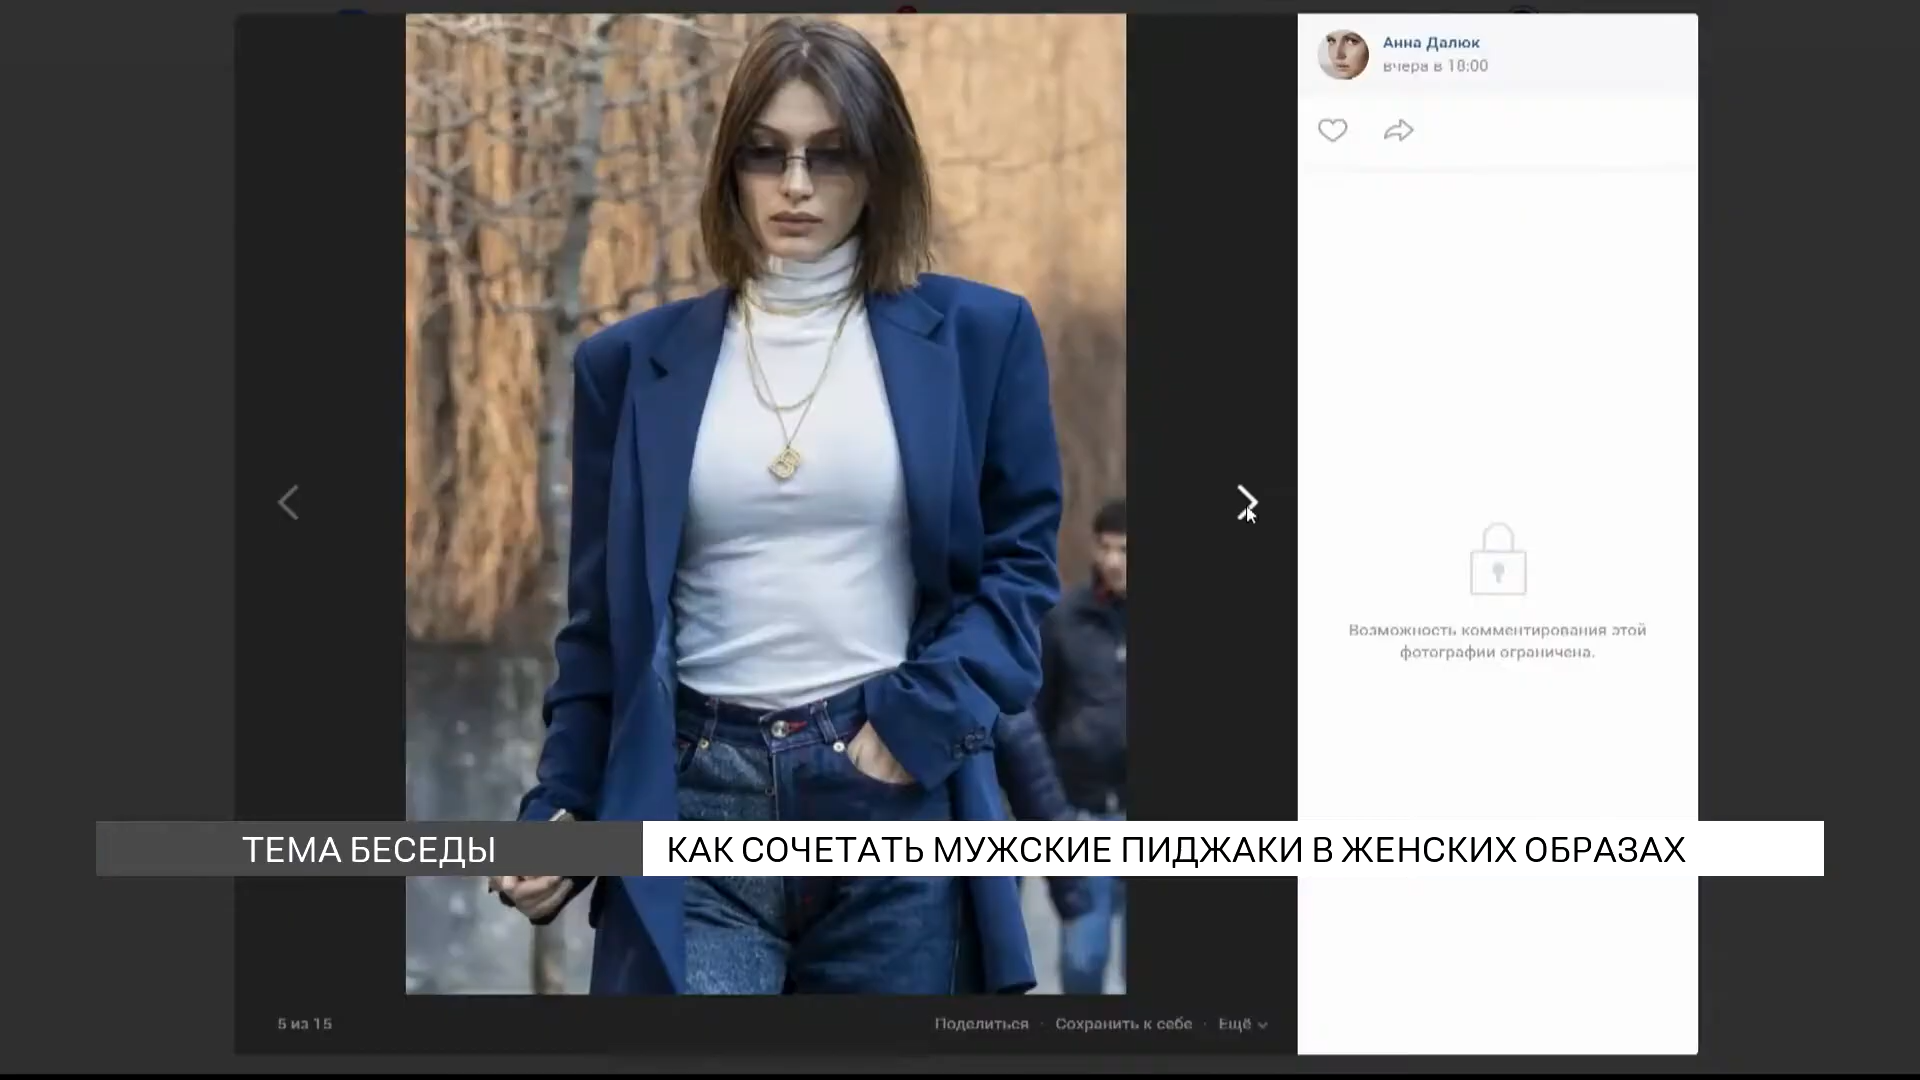 Анна Далюк
вчера в 18:00
Возможность комментирования этой
фотографии ограничена.
ТЕМА БЕСЕДЫ
КАК СОЧЕТАТЬ МУЖСКИЕ ПИДЖАКИ В ЖЕНСКИХ ОБРАЗАХ
5 из 15
Поделиться · Сохранить к себе · Ещё